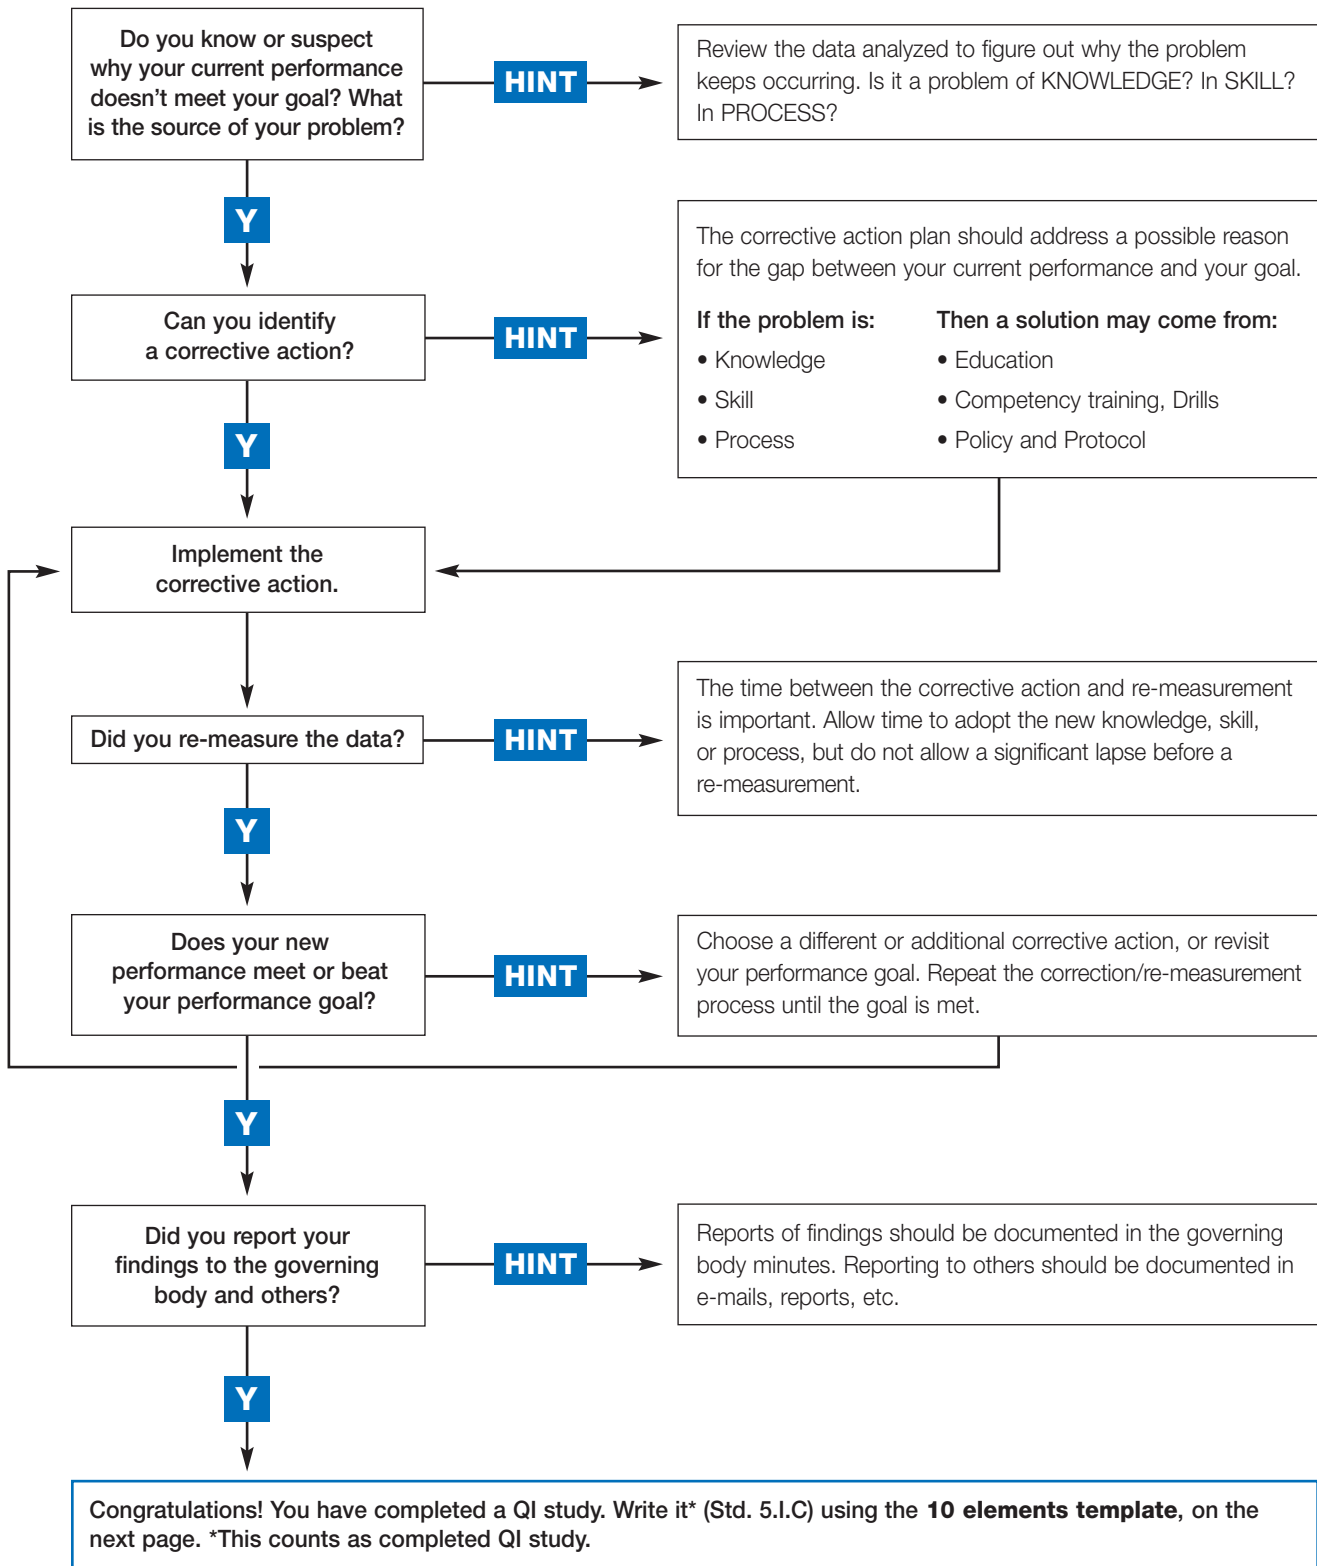 Do you know or suspect
why your current performance
doesn't meet your goal? What
is the source of your problem?
HINT
Review the data analyzed to figure out why the problem
keeps occurring. Is it a problem of KNOWLEDGE? In SKILL?
In PROCESS?
Y
Can you identify
a corrective action?
HINT
The corrective action plan should address a possible reason
for the gap between your current performance and your goal.
If the problem is: Then a solution may come from:
• Knowledge • Education
• Skill • Competency training, Drills
• Process • Policy and Protocol
Y
Implement the
corrective action.
Did you re-measure the data?
HINT
The time between the corrective action and re-measurement
is important. Allow time to adopt the new knowledge, skill,
or process, but do not allow a significant lapse before a
re-measurement.
Y
Does your new
performance meet or beat
your performance goal?
HINT
Choose a different or additional corrective action, or revisit
your performance goal. Repeat the correction/re-measurement
process until the goal is met.
Y
Did you report your
findings to the governing
body and others?
HINT
Reports of findings should be documented in the governing
body minutes. Reporting to others should be documented in
e-mails, reports, etc.
Y
Congratulations! You have completed a QI study. Write it* (Std. 5.I.C) using the 10 elements template, on the
next page. *This counts as completed QI study.